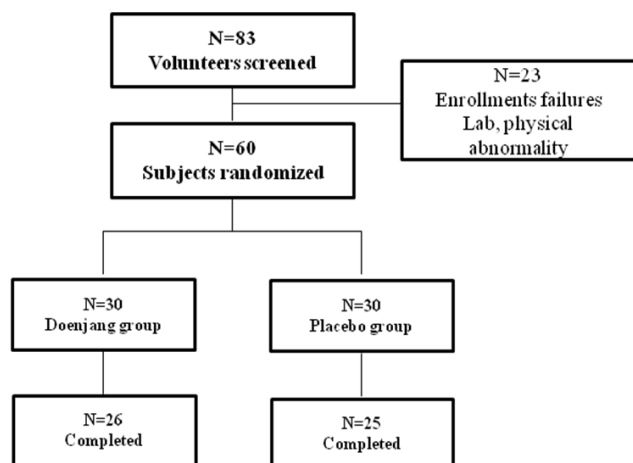 N=83
Volunteers screened
N=23
Enrollments failures
Lab, physical
abnormality
N=60
Subjects randomized
N=30
Doenjang group
N=30
Placebo group
N=26
Completed
N=25
Completed